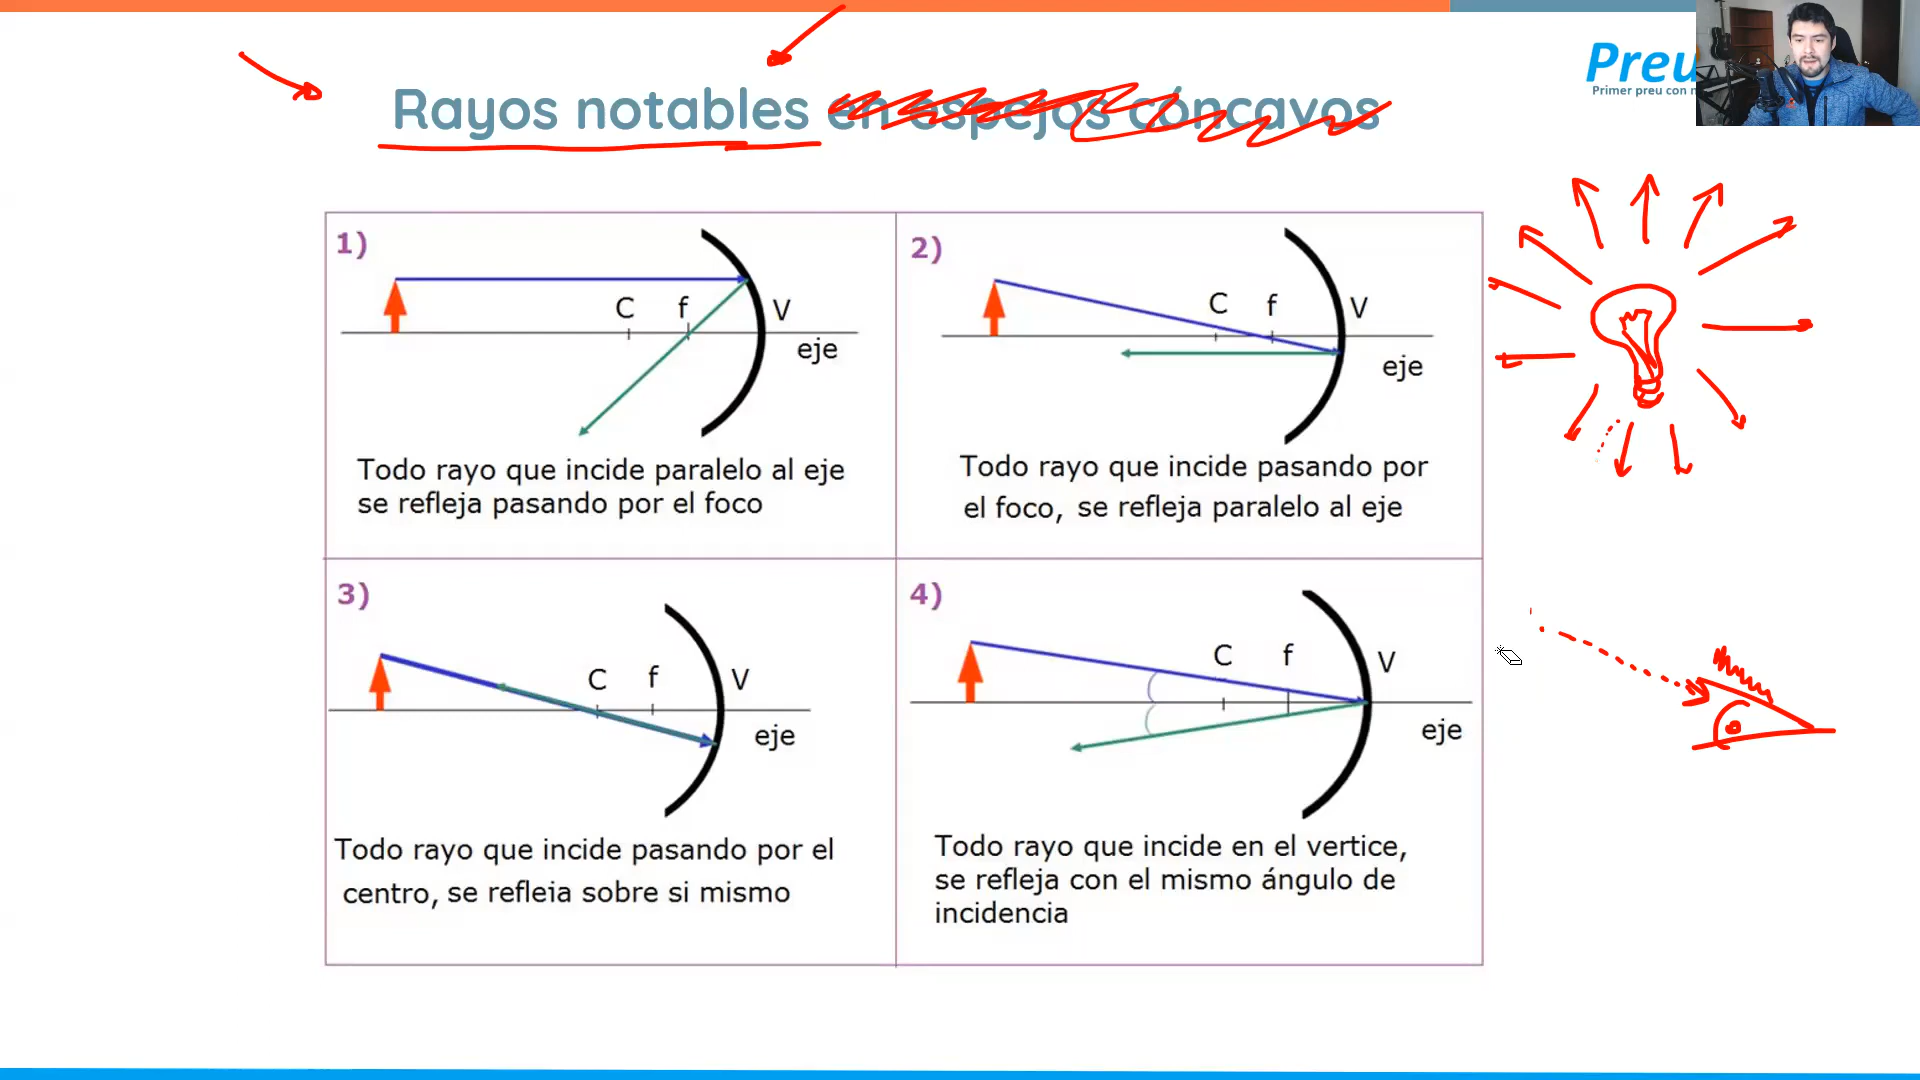 Preu
Primer preu con
Rayos notables en espejos cóncavos
1)
C
f
V
eje
Todo rayo que incide paralelo al eje
se refleja pasando por el foco
2)
C
f
V
eje
Todo rayo que incide pasando por
el foco, se refleja paralelo al eje
3)
C
f
V
eje
Todo rayo que incide pasando por el
centro, se refleia sobre si mismo
4)
C
f
V
eje
Todo rayo que incide en el vertice,
se refleja con el mismo ángulo de
incidencia